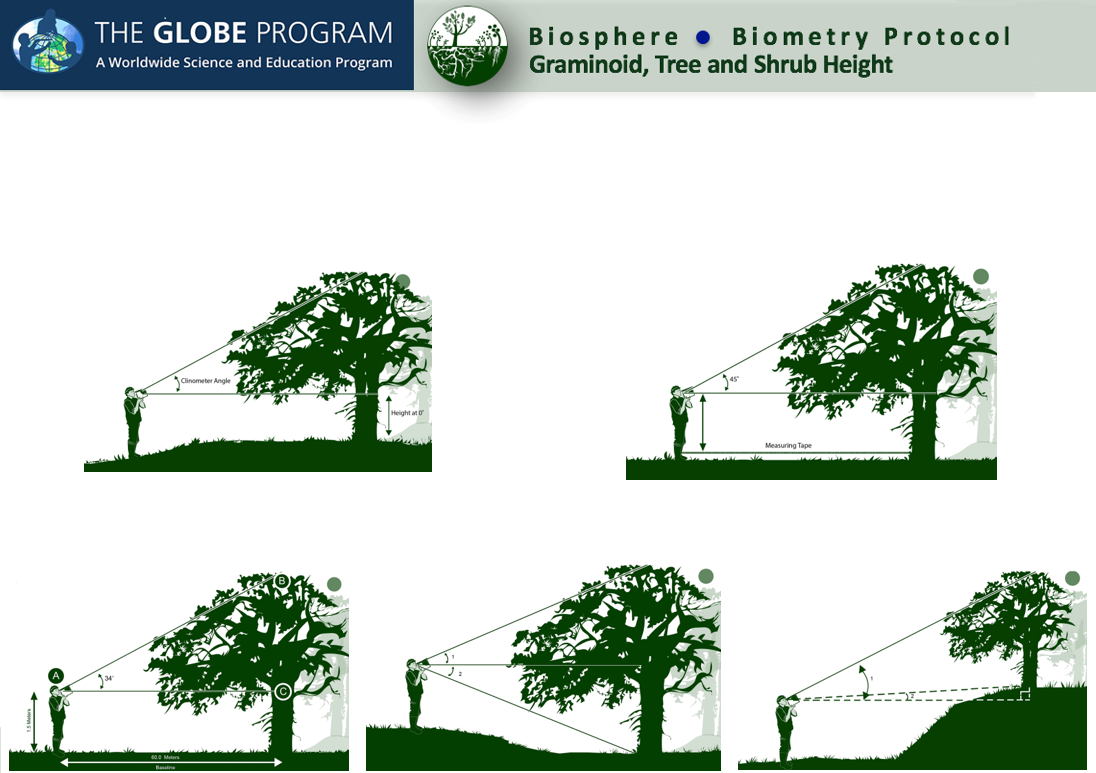 THE GLOBE PROGRAM
A Worldwide Science and Education Program
Biosphere • Biometry Protocol
Graminoid, Tree and Shrub Height
Clinometer Angle
Height at 0˚
45˚
Measuring Tape
A
B
C
34˚
1.5 Meters
60.0 Meters
Baseline
1
2
1
2